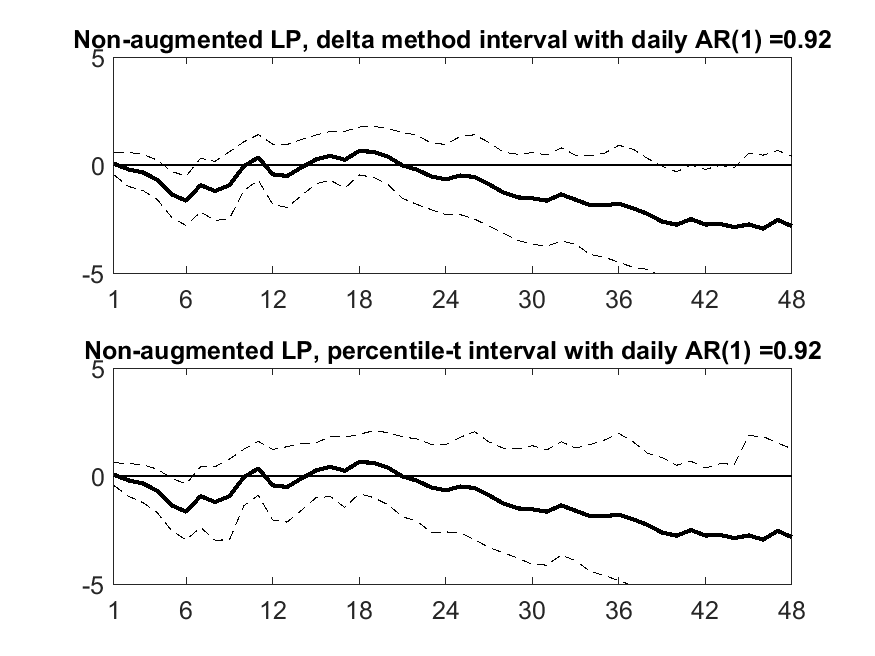 Non-augmented LP, delta method interval with daily AR(1) =0.92
5
0
-5
1 6 12 18 24 30 36 42 48
Non-augmented LP, percentile-t interval with daily AR(1) =0.92
5
0
-5
1 6 12 18 24 30 36 42 48